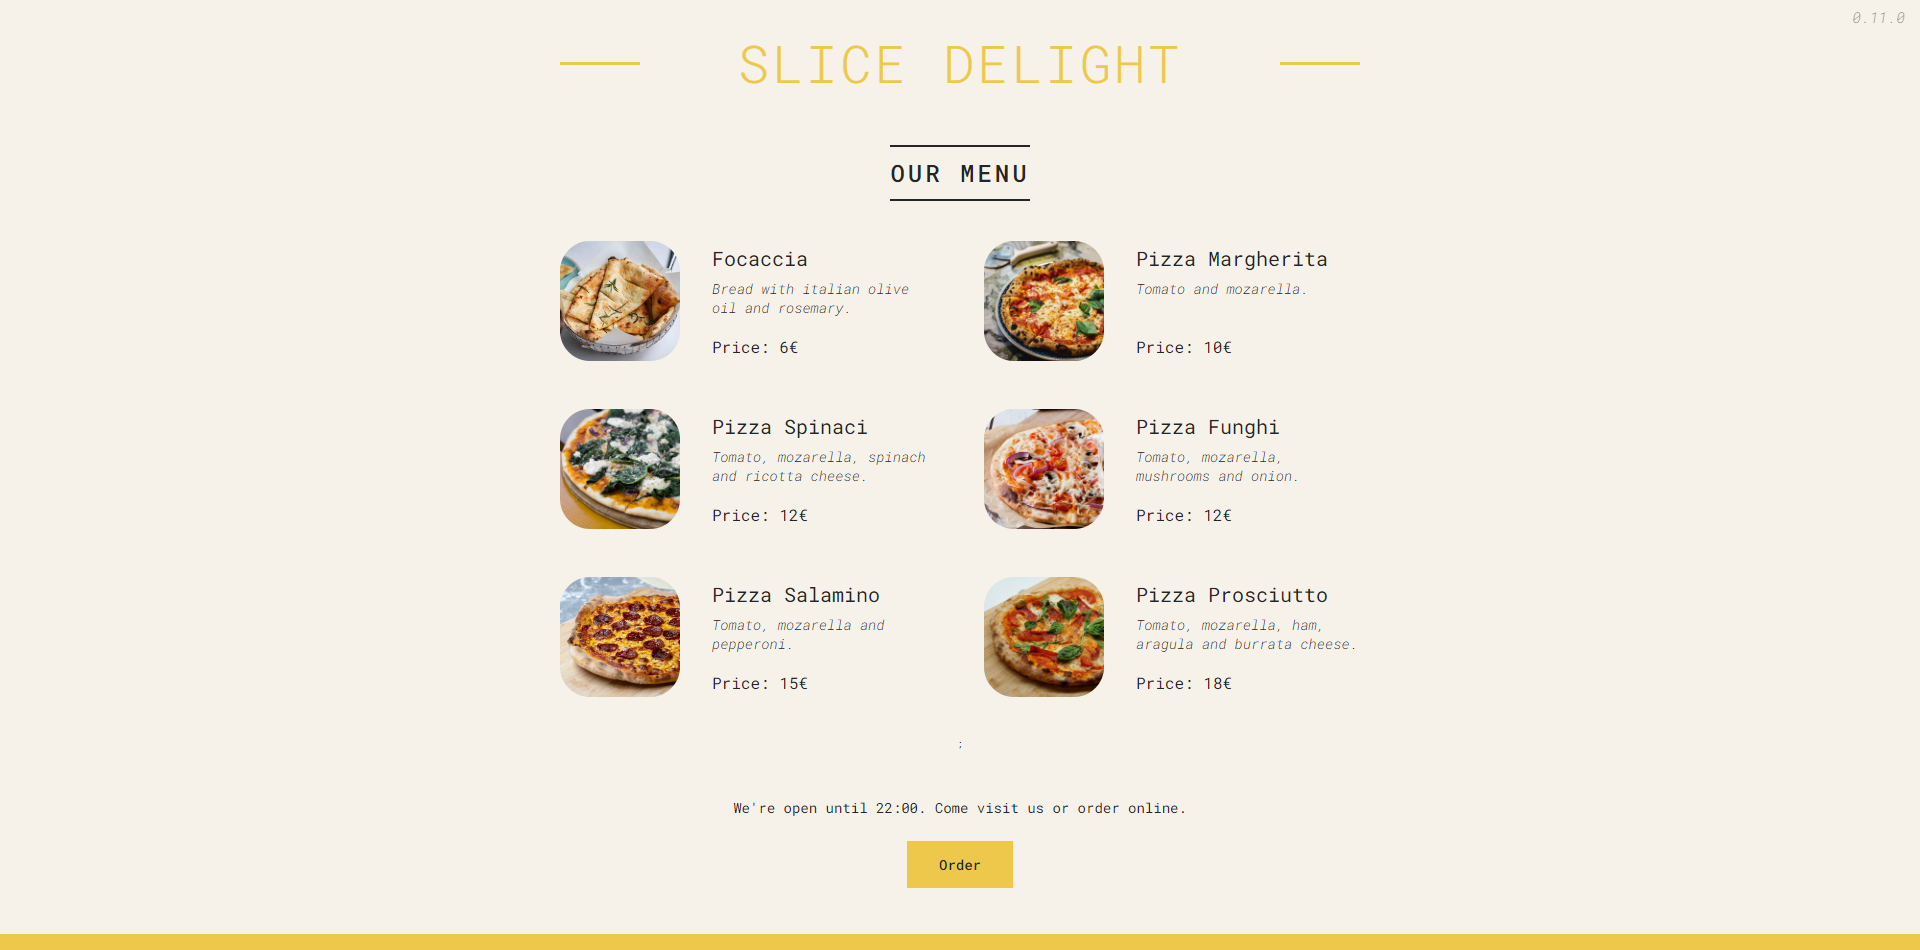 0.11.0
SLICE DELIGHT
OUR MENU
Focaccia
Bread with italian olive
oil and rosemary.
Price: 6€
Pizza Margherita
Tomato and mozarella.
Price: 10€
Pizza Spinaci
Tomato, mozarella, spinach
and ricotta cheese.
Price: 12€
Pizza Funghi
Tomato, mozarella,
mushrooms and onion.
Price: 12€
Pizza Salamino
Tomato, mozarella and
pepperoni.
Price: 15€
Pizza Prosciutto
Tomato, mozarella, ham,
aragula and burrata cheese.
Price: 18€
;
We're open until 22:00. Come visit us or order online.
Order